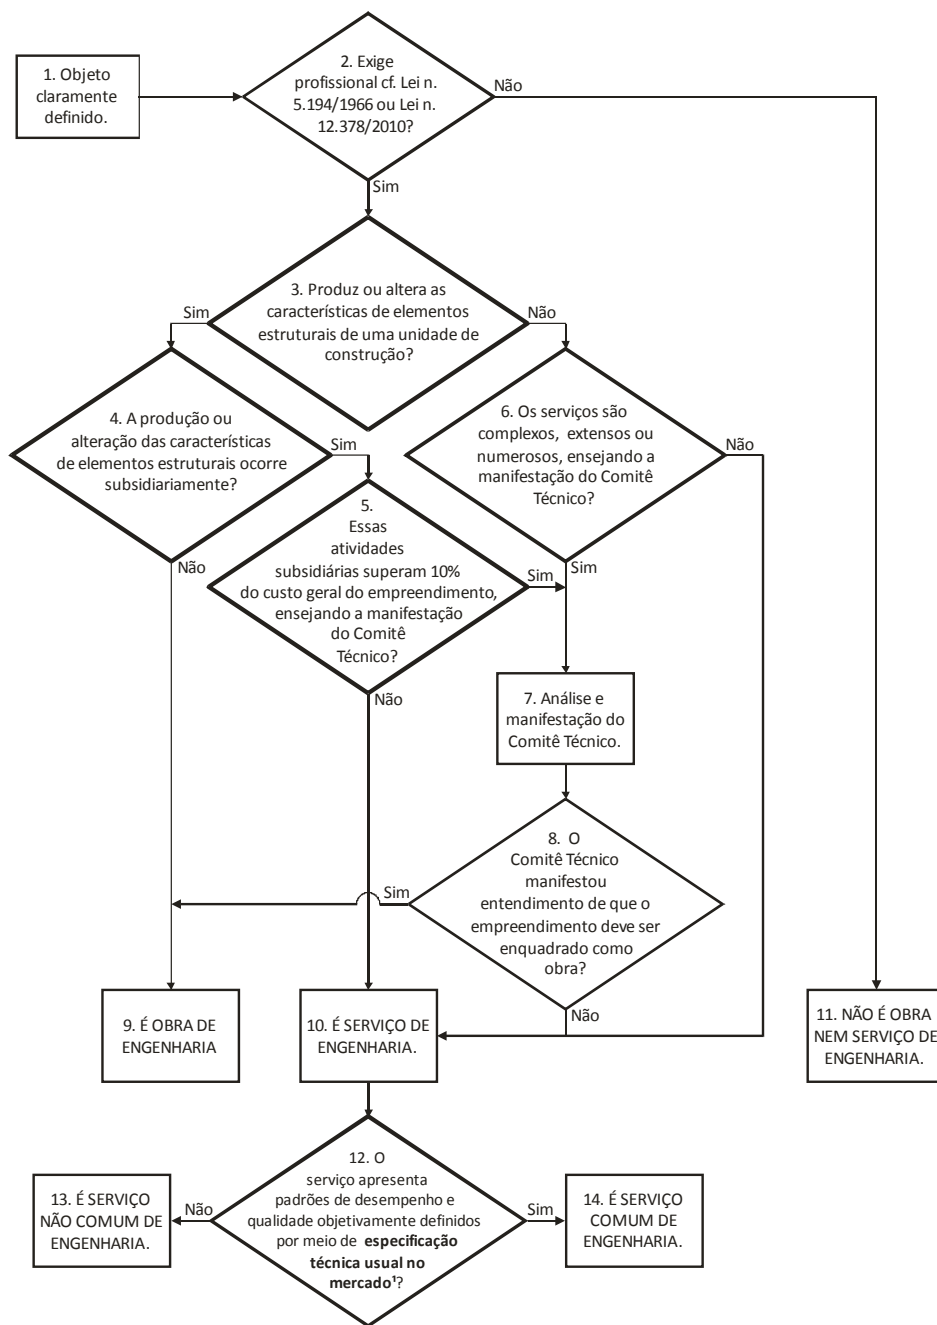 1. Objeto
claramente
definido.
2. Exige
profissional cf. Lei n.
5.194/1966 ou Lei n.
12.378/2010?
Não
Sim
3. Produz ou altera as
características de elementos
estruturais de uma unidade de
construção?
Sim
Não
4. A produção ou
alteração das características
de elementos estruturais ocorre
subsidiariamente?
Sim
Não
6. Os serviços são
complexos, extensos ou
numerosos, ensejando a
manifestação do Comitê
Técnico?
Não
Sim
5.
Essas
atividades
subsidiárias superam 10%
do custo geral do empreendimento,
ensejando a manifestação
do Comitê
Técnico?
Sim
Não
7. Análise e
manifestação do
Comitê Técnico.
8. O
Comitê Técnico
manifestou
entendimento de que o
empreendimento deve ser
enquadrado como
obra?
Sim
Não
9. É OBRA DE
ENGENHARIA
10. É SERVIÇO DE
ENGENHARIA.
11. NÃO É OBRA
NEM SERVIÇO DE
ENGENHARIA.
12. O
serviço apresenta
padrões de desempenho e
qualidade objetivamente definidos
por meio de especificação
técnica usual no
mercado¹?
Não
Sim
13. É SERVIÇO
NÃO COMUM DE
ENGENHARIA.
14. É SERVIÇO
COMUM DE
ENGENHARIA.